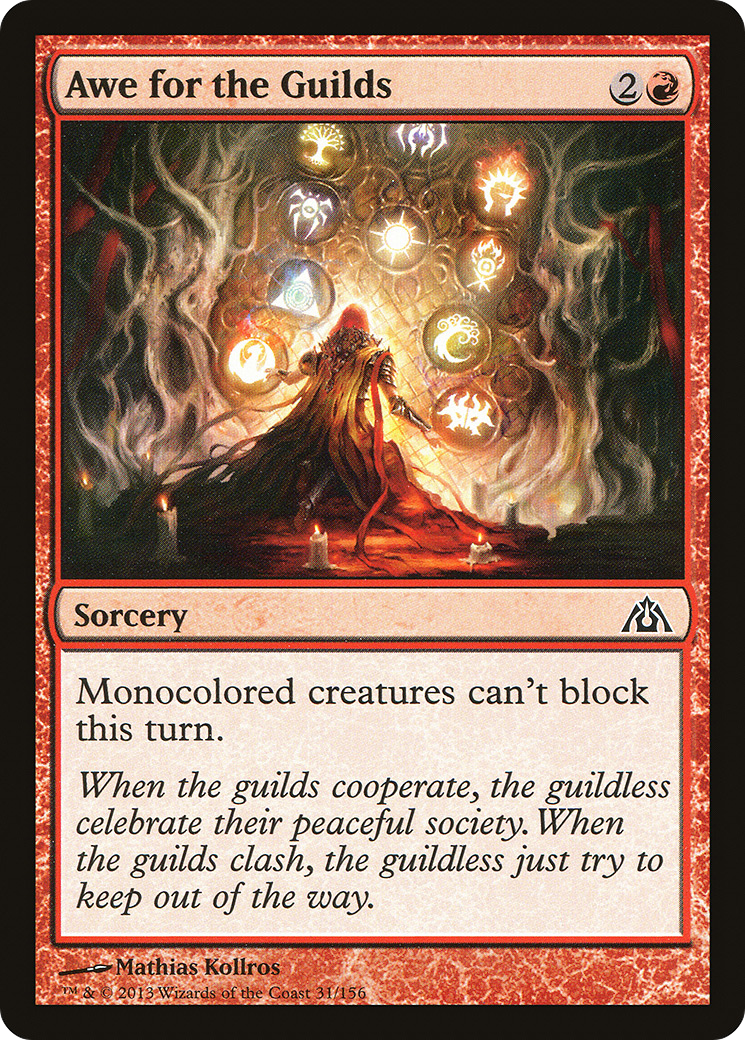 Awe for the Guilds 2
Sorcery
Monocolored creatures can't block
this turn.
When the guilds cooperate, the guildless
celebrate their peaceful society. When
the guilds clash, the guildless just try to
keep out of the way.
Mathias Kollros
™ & © 2013 Wizards of the Coast 31/156